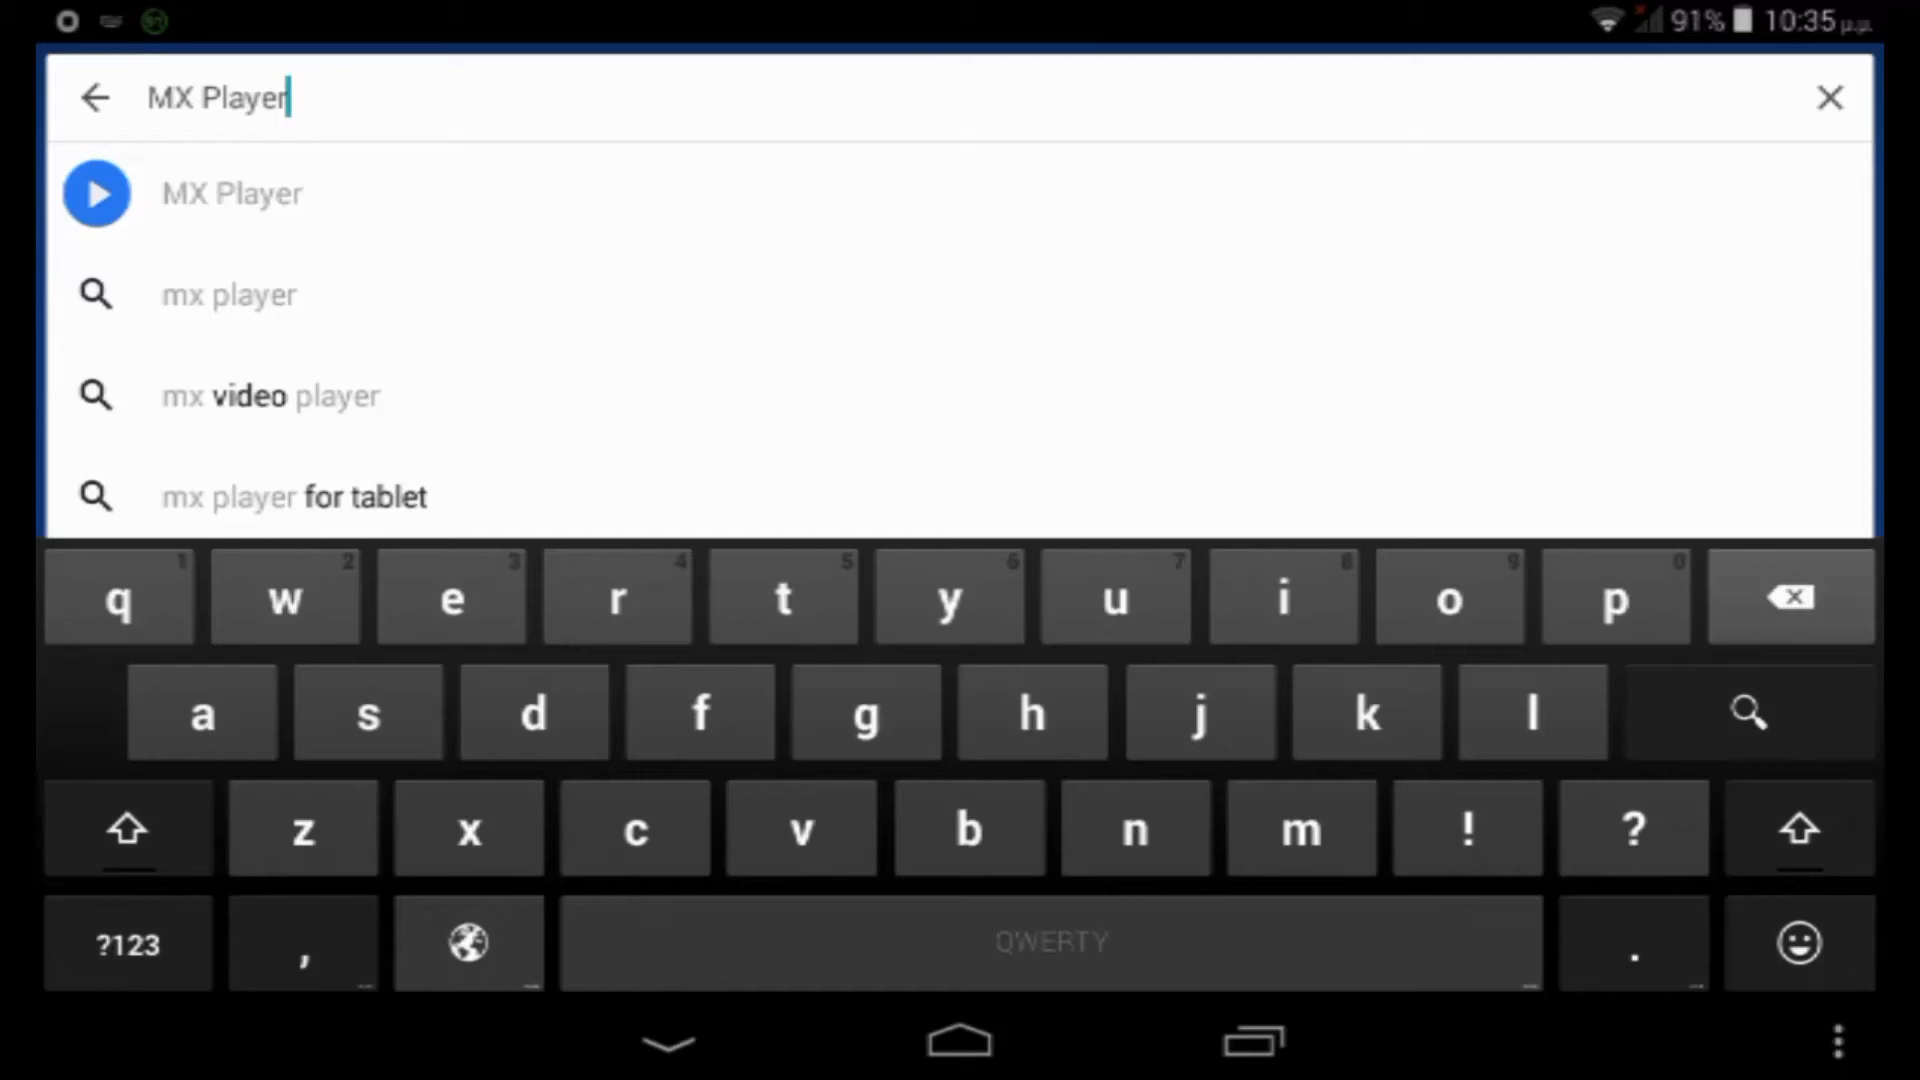 91% 10:35 μ.μ.
MX Player
MX Player
mx player
mx video player
mx player for tablet
1 2 3 4 5 6 7 8 9 0
q w e r t y u i o p
a s d f g h j k l
z x c v b n m ! ?
?123 , QWERTY .